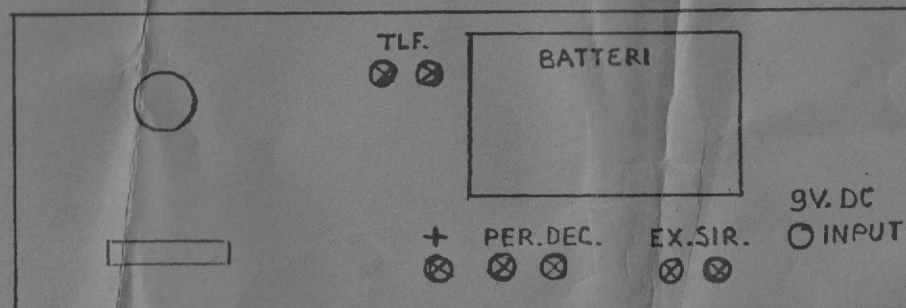 TLF.
BATTERI
9V. DC
INPUT
+ PER. DEC. EX. SIR.